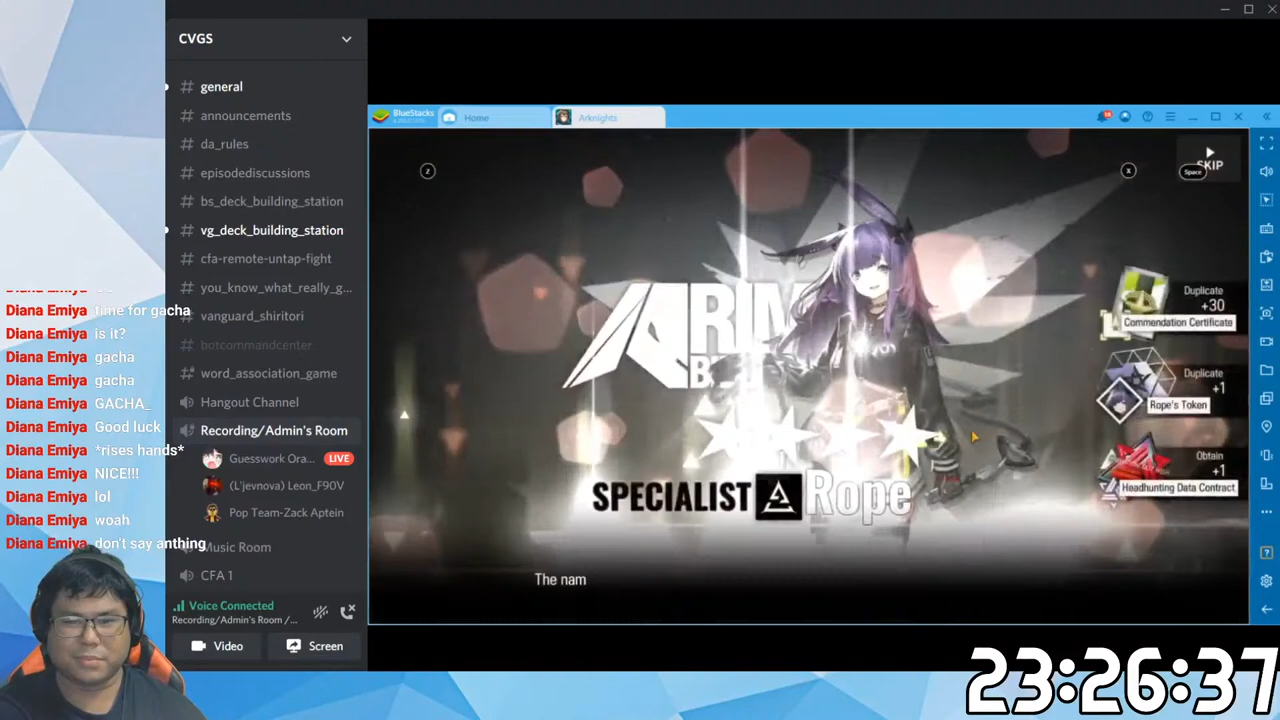 CVGS
general
announcements
da_rules
episodediscussions
bs_deck_building_station
vg_deck_building_station
cfa-remote-untap-fight
you_know_what_really_g...
vanguard_shiritori
botcommandcenter
word_association_game
Hangout Channel
Recording/Admin's Room
Guesswork Ora... LIVE
(L'jevnova) Leon_F90V
Pop Team-Zack Aptein
Music Room
CFA 1
Voice Connected
Recording/Admin's Room /...
Video Screen
Diana Emiya time for gacha
Diana Emiya is it?
Diana Emiya gacha
Diana Emiya gacha
Diana Emiya GACHA_
Diana Emiya Good luck
Diana Emiya *rises hands*
Diana Emiya NICE!!!
Diana Emiya lol
Diana Emiya woah
Diana Emiya don't say anthing
BlueStacks Home Arknights
Z
X
SKIP
Space
Duplicate
+30
Commendation Certificate
Duplicate
+1
Rope's Token
Obtain
+1
Headhunting Data Contract
SPECIALIST Rope
The nam
23:26:37